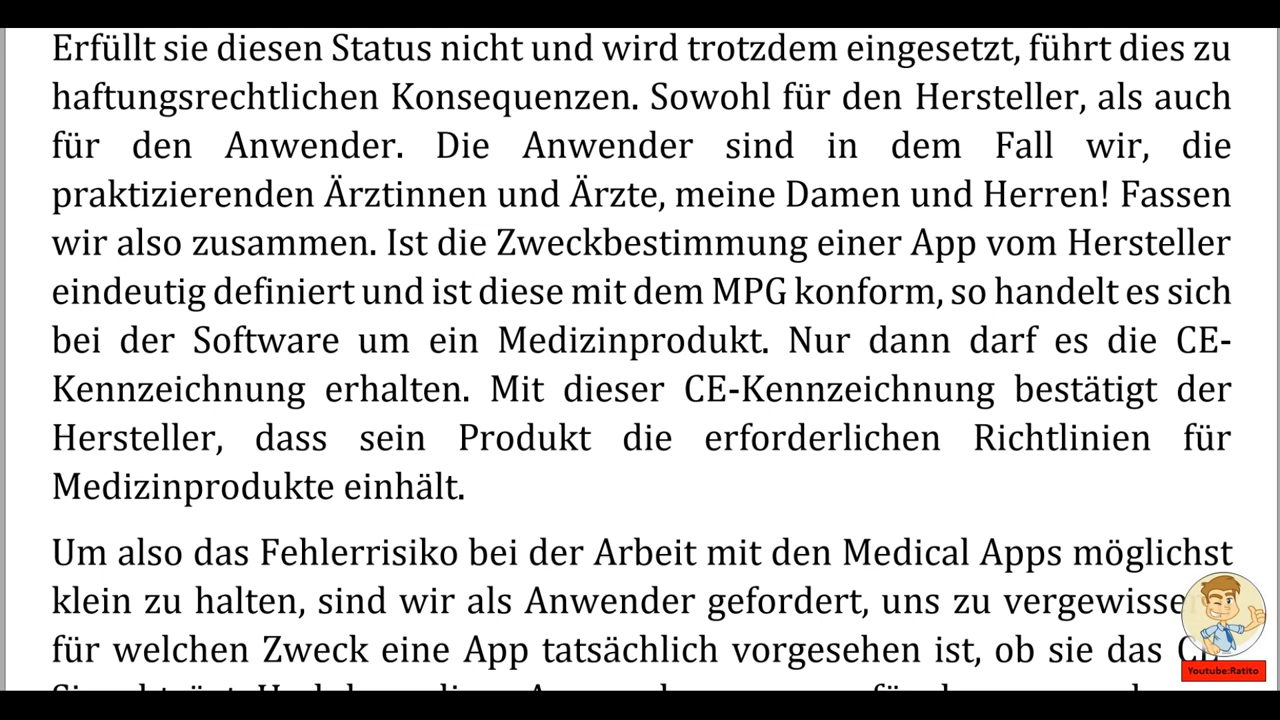 Erfüllt sie diesen Status nicht und wird trotzdem eingesetzt, führt dies zu
haftungsrechtlichen Konsequenzen. Sowohl für den Hersteller, als auch
für den Anwender. Die Anwender sind in dem Fall wir, die
praktizierenden Ärztinnen und Ärzte, meine Damen und Herren! Fassen
wir also zusammen. Ist die Zweckbestimmung einer App vom Hersteller
eindeutig definiert und ist diese mit dem MPG konform, so handelt es sich
bei der Software um ein Medizinprodukt. Nur dann darf es die CE-
Kennzeichnung erhalten. Mit dieser CE-Kennzeichnung bestätigt der
Hersteller, dass sein Produkt die erforderlichen Richtlinien für
Medizinprodukte einhält.
Um also das Fehlerrisiko bei der Arbeit mit den Medical Apps möglichst
klein zu halten, sind wir als Anwender gefordert, uns zu
für welchen Zweck eine App tatsächlich vorgesehen ist, ob sie das
Youtube:Ratito